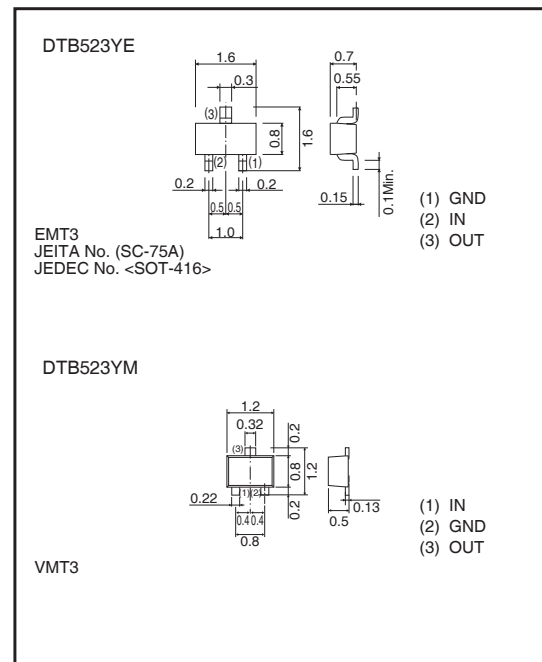 DTB523YE
1.6
0.3
(3)
0.8
1.6
(2)
(1)
0.2
0.2
0.5 0.5
1.0
0.7
0.55
0.15
0.1Min.
(1) GND
(2) IN
(3) OUT
EMT3
JEITA No. (SC-75A)
JEDEC No. <SOT-416>
DTB523YM
1.2
0.32
(3)
0.2
0.8
1.2
0.2
(1)(2)
0.22
0.4 0.4
0.8
0.13
0.5
(1) IN
(2) GND
(3) OUT
VMT3